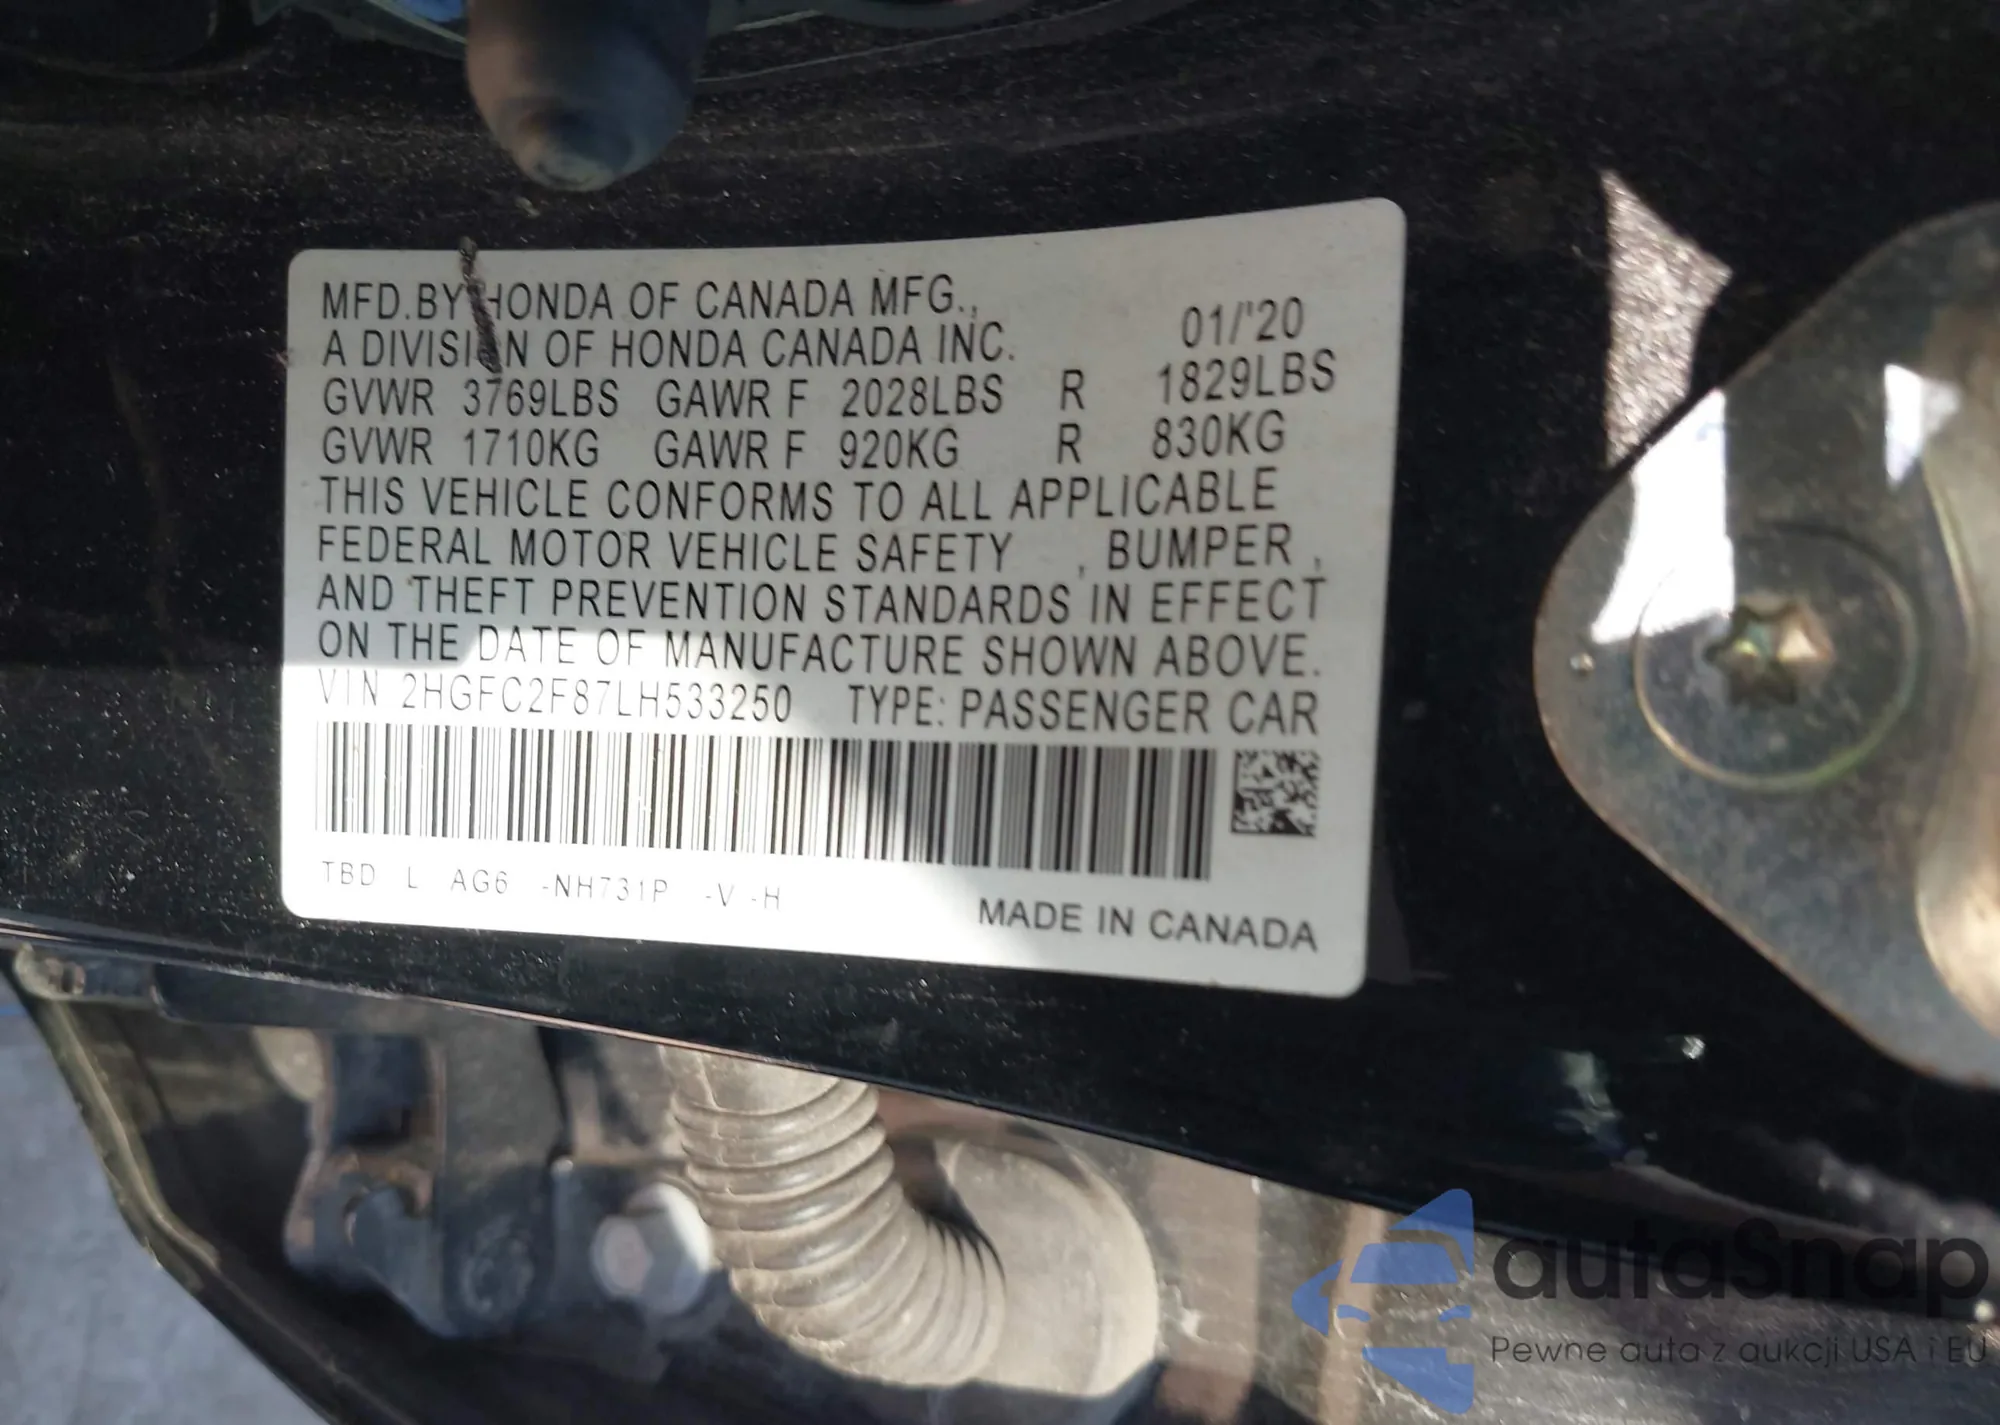 MFD.BY HONDA OF CANADA MFG.,
A DIVISION OF HONDA CANADA INC. 01/'20
GVWR 3769LBS GAWR F 2028LBS R 1829LBS
GVWR 1710KG GAWR F 920KG R 830KG
THIS VEHICLE CONFORMS TO ALL APPLICABLE
FEDERAL MOTOR VEHICLE SAFETY , BUMPER ,
AND THEFT PREVENTION STANDARDS IN EFFECT
ON THE DATE OF MANUFACTURE SHOWN ABOVE.
VIN 2HGFC2F87LH533250 TYPE: PASSENGER CAR
TBD L AG6 -NH731P -V -H
MADE IN CANADA
autaSnap
Pewne auta z aukcji USA i EU